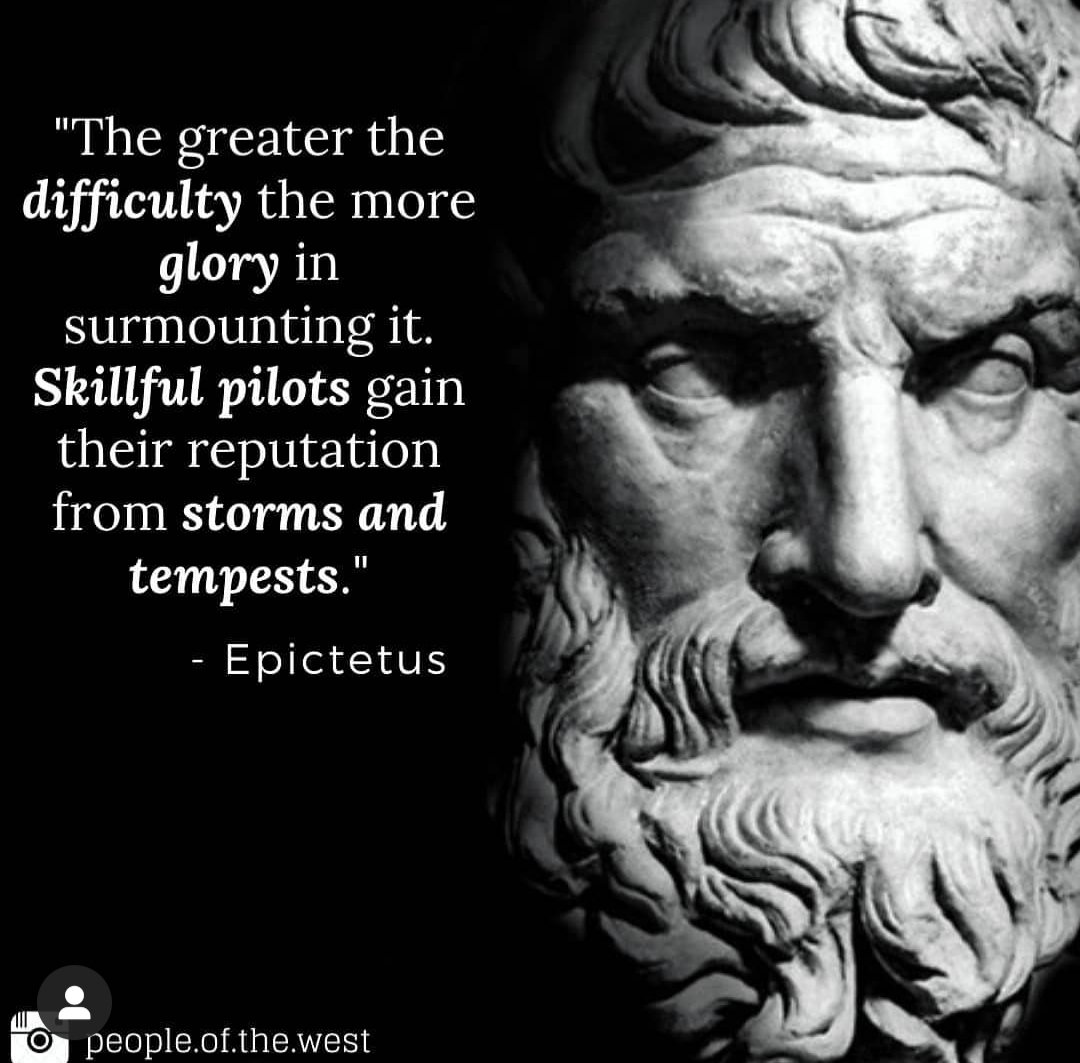 "The greater the
difficulty the more
glory in
surmounting it.
Skillful pilots gain
their reputation
from storms and
tempests."
- Epictetus
people.of.the.west